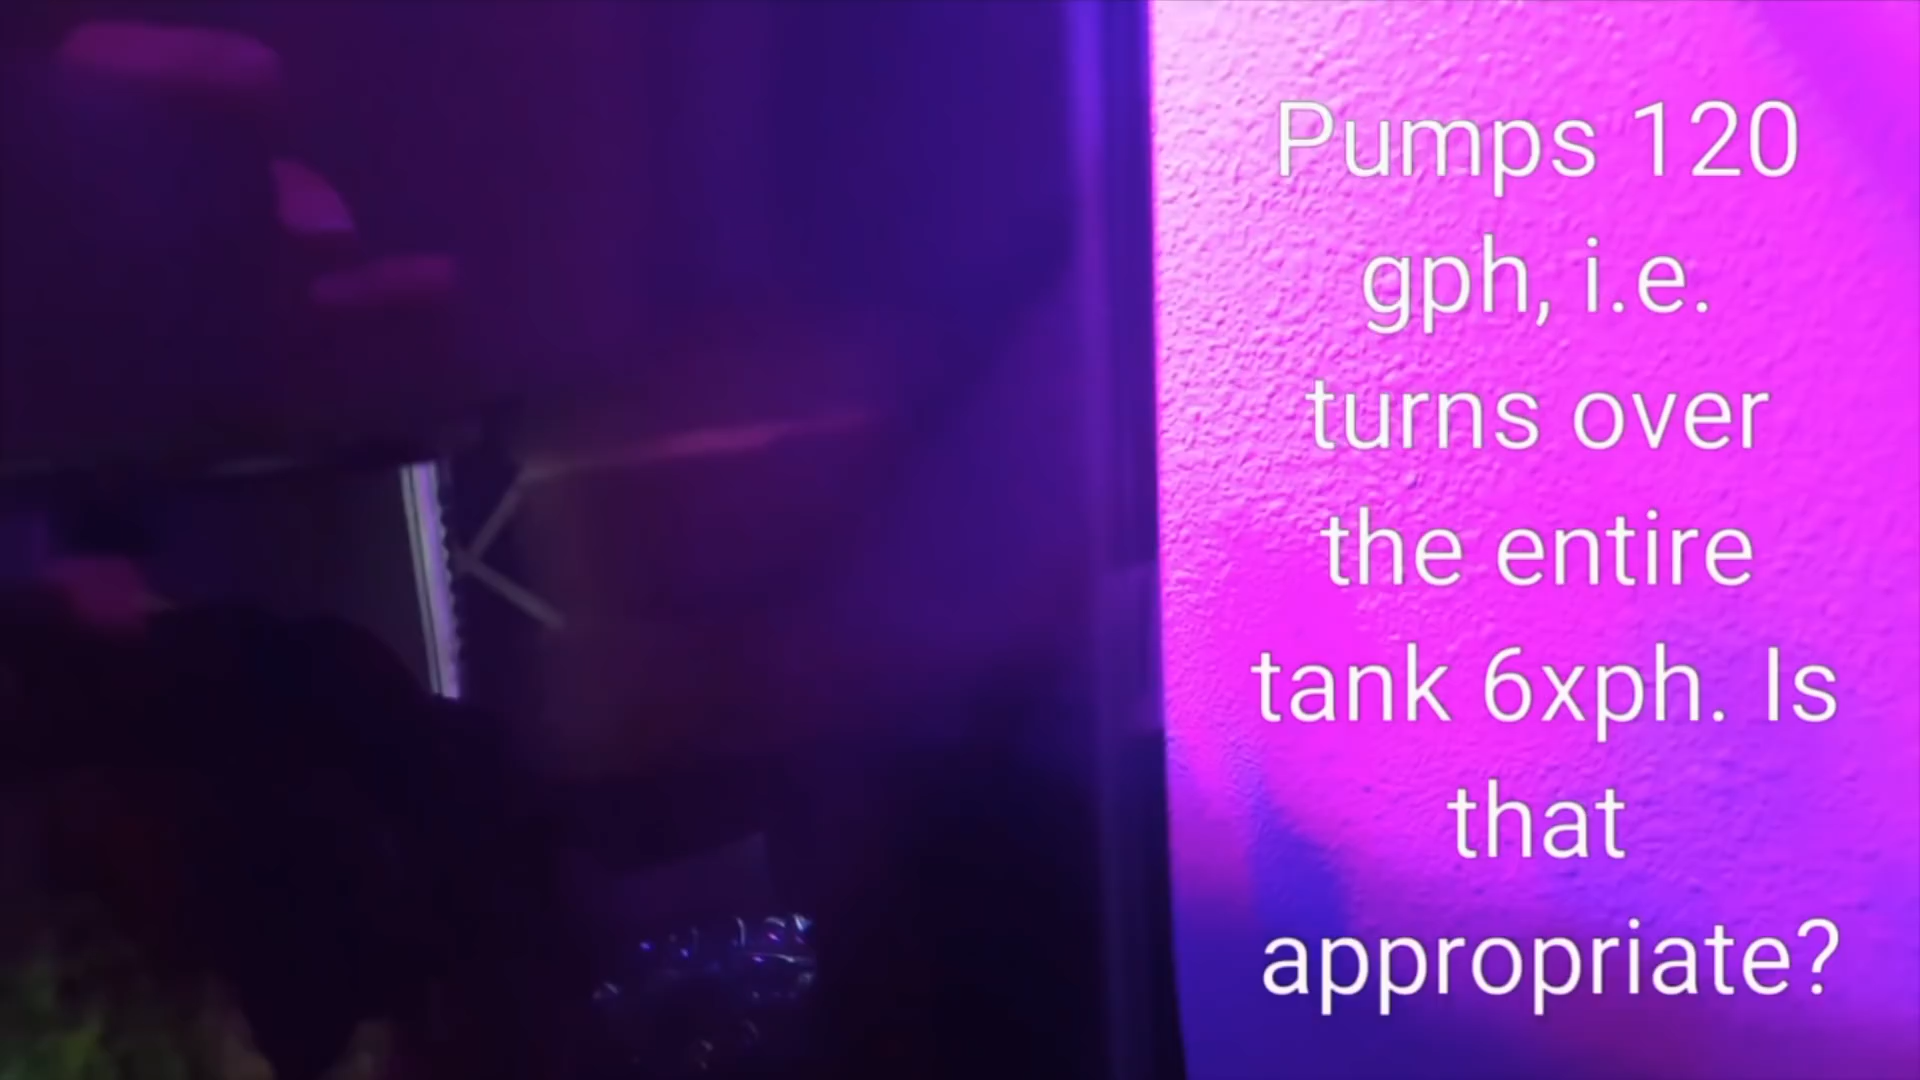 Pumps 120
gph, i.e.
turns over
the entire
tank 6xph. Is
that
appropriate?